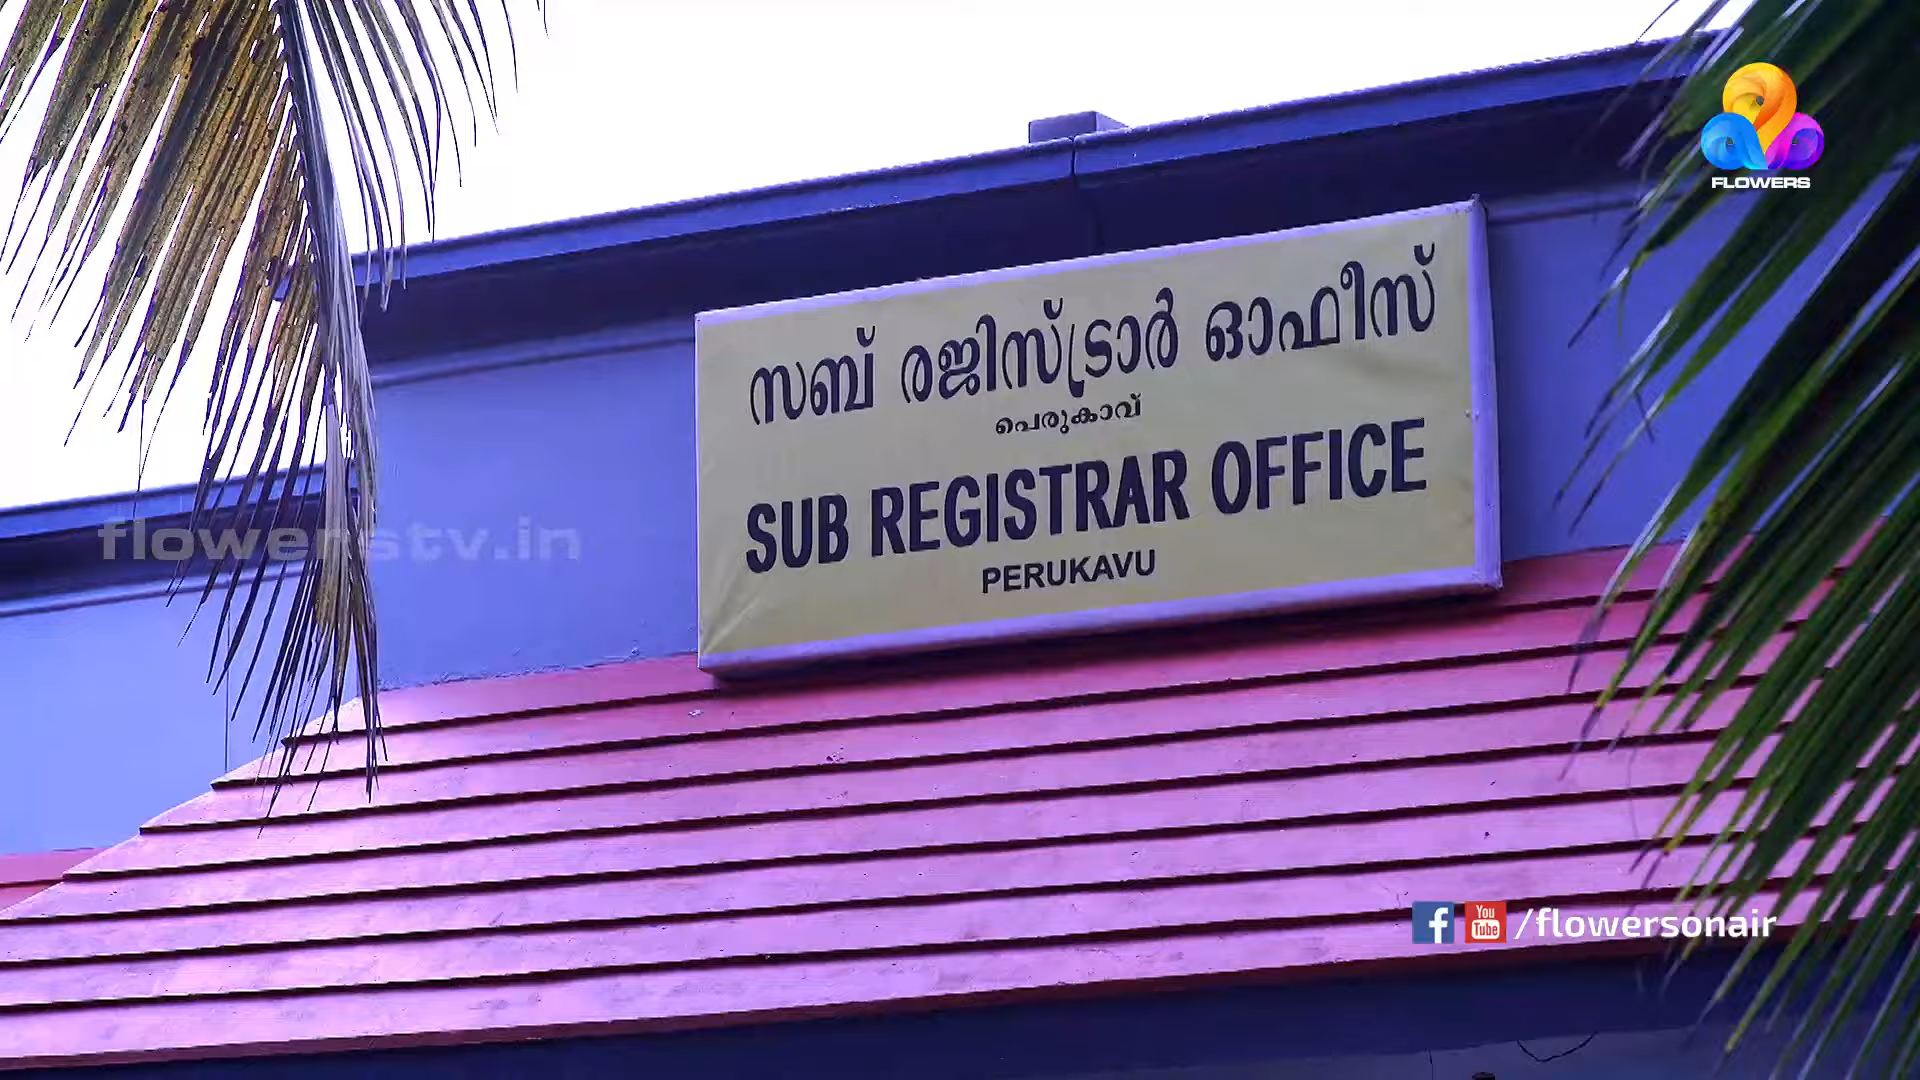 FLOWERS
സബ് രജിസ്ട്രാർ ഓഫീസ്
പെരുകാവ്
SUB REGISTRAR OFFICE
PERUKAVU
flowerstv.in
/flowersonair